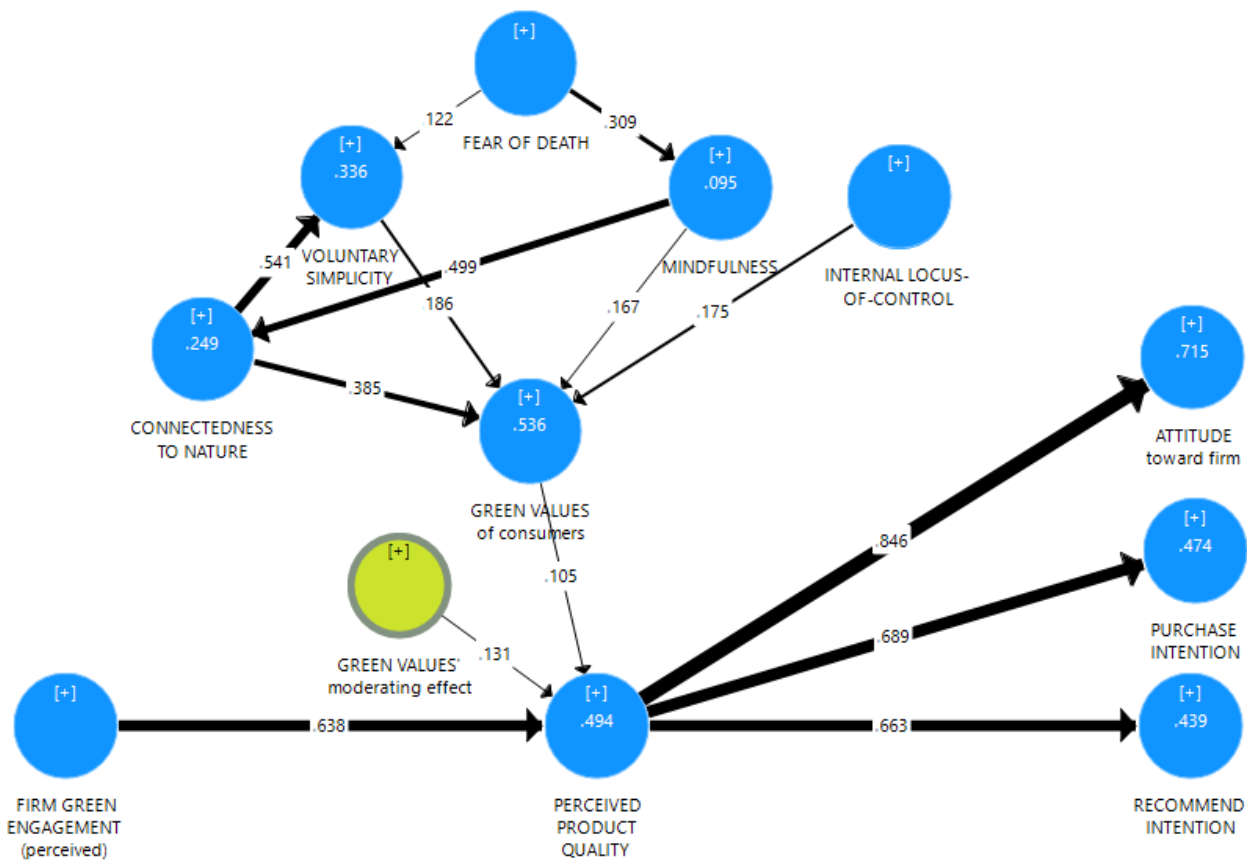 [+]
.122
.309
FEAR OF DEATH
[+]
.336
[+]
.095
[+]
VOLUNTARY
SIMPLICITY
MINDFULNESS
INTERNAL LOCUS-
OF-CONTROL
.541
.499
.186
.167
.175
[+]
.249
[+]
.715
.385
[+]
.536
CONNECTEDNESS
TO NATURE
ATTITUDE
toward firm
GREEN VALUES
of consumers
[+]
.474
[+]
.846
.105
.689
PURCHASE
INTENTION
GREEN VALUES'
moderating effect
.131
[+]
.638
[+]
.494
.663
[+]
.439
FIRM GREEN
ENGAGEMENT
(perceived)
PERCEIVED
PRODUCT
QUALITY
RECOMMEND
INTENTION